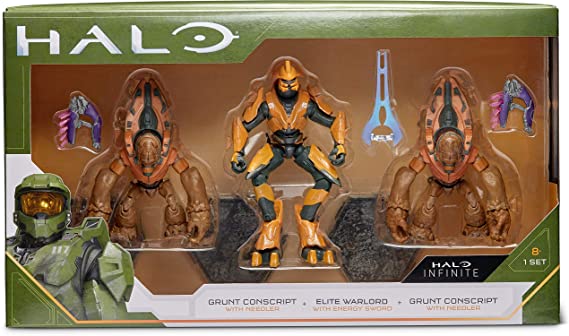 HALO
117
8+
1 SET
HALO
INFINITE
GRUNT CONSCRIPT + ELITE WARLORD + GRUNT CONSCRIPT
WITH NEEDLER WITH ENERGY SWORD WITH NEEDLER